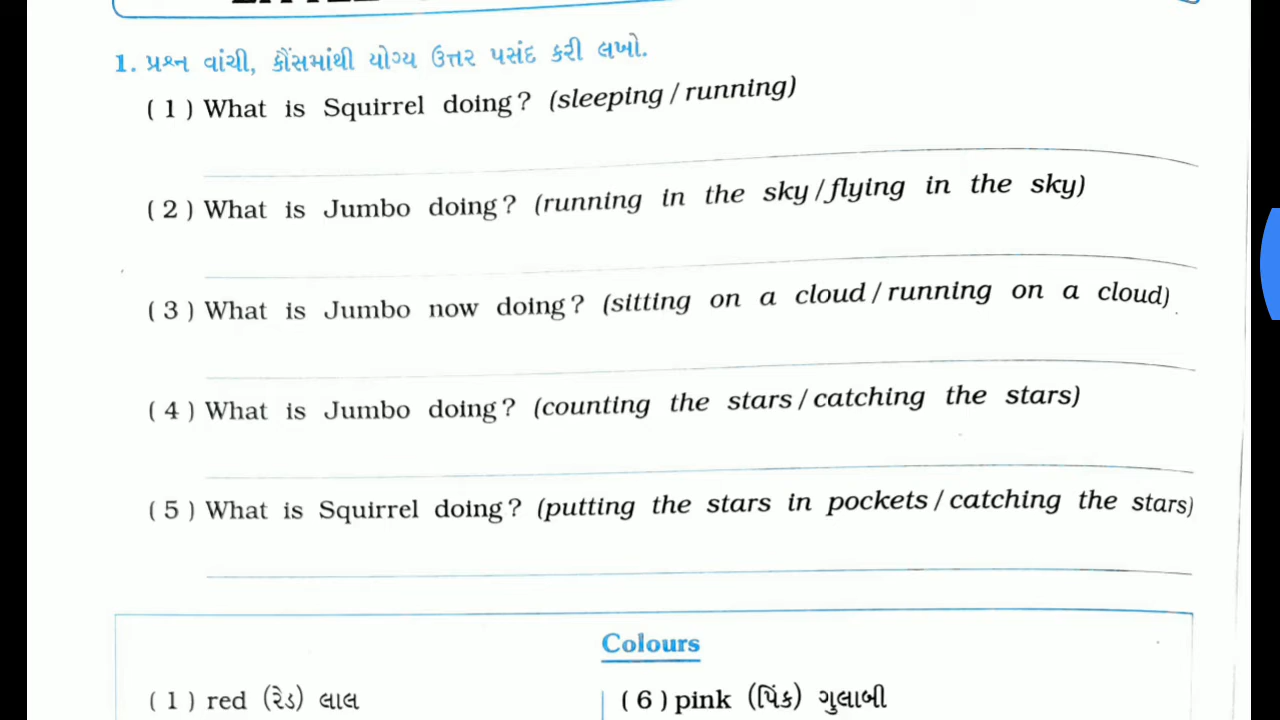 1. પ્રશ્ન વાંચી, કૌંસમાંથી યોગ્ય ઉત્તર પસંદ કરી લખો.
( 1 ) What is Squirrel doing? (sleeping / running)
( 2 ) What is Jumbo doing? (running in the sky / flying in the sky)
( 3 ) What is Jumbo now doing? (sitting on a cloud / running on a cloud)
( 4 ) What is Jumbo doing? (counting the stars / catching the stars)
( 5 ) What is Squirrel doing? (putting the stars in pockets / catching the stars)
Colours
( 1 ) red (રેડ) લાલ
( 6 ) pink (પિંક) ગુલાબી